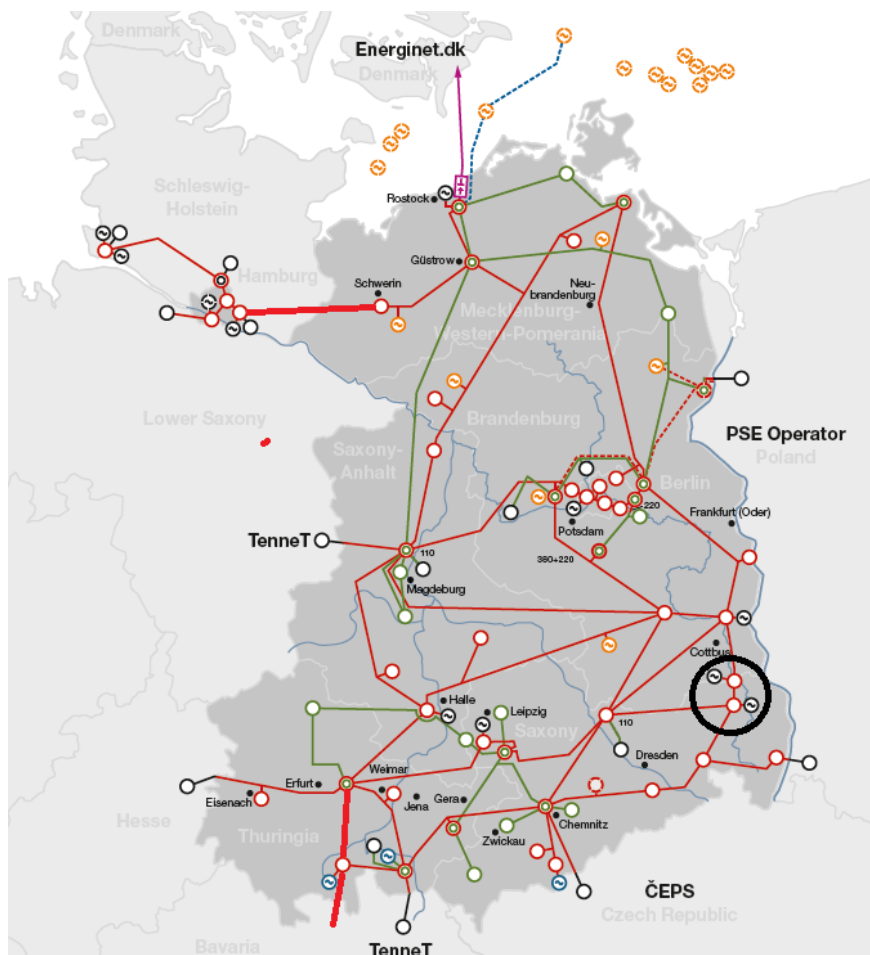 Denmark
Energinet.dk
Denmark
Schleswig-
Holstein
Rostock
Hamburg
Güstrow
Schwerin
Neu-
brandenburg
Mecklenburg-
Western-Pomerania
Lower Saxony
Brandenburg
Saxony-
Anhalt
PSE Operator
Poland
Berlin
220
Frankfurt (Oder)
Potsdam
TenneT
110
380+220
Magdeburg
Cottbus
Halle
Leipzig
110
Saxony
Dresden
Weimar
Erfurt
Eisenach
Jena
Gera
Chemnitz
Zwickau
Hesse
Thuringia
ČEPS
Czech Republic
Bavaria
TenneT